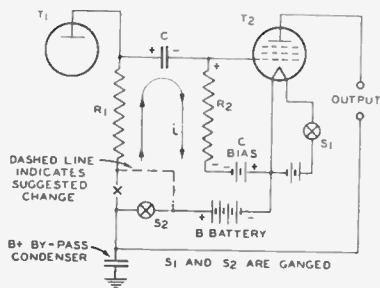 T1
T2
C
+ -
+
R1
R2
i
OUTPUT
C
BIAS
- +
S1
DASHED LINE
INDICATES
SUGGESTED
CHANGE
S2
+ -
B BATTERY
B+ BY-PASS
CONDENSER
S1 AND S2 ARE GANGED